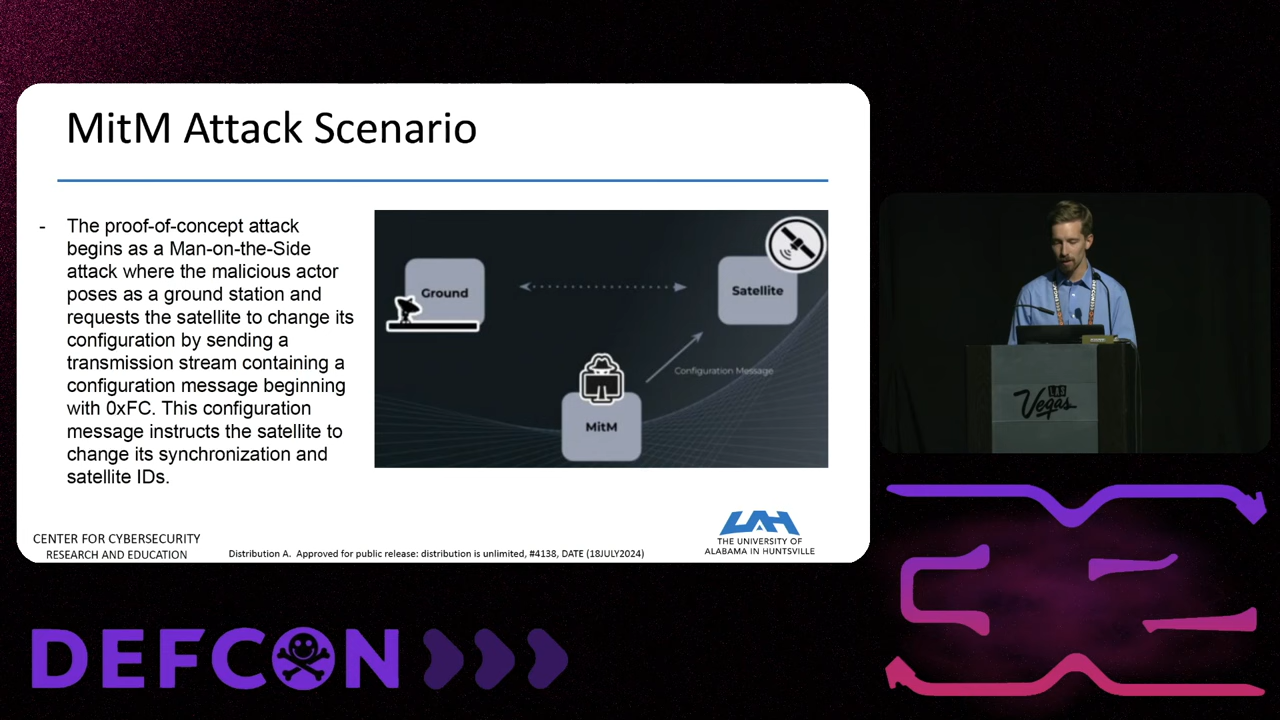 MitM Attack Scenario
- The proof-of-concept attack
begins as a Man-on-the-Side
attack where the malicious actor
poses as a ground station and
requests the satellite to change its
configuration by sending a
transmission stream containing a
configuration message beginning
with 0xFC. This configuration
message instructs the satellite to
change its synchronization and
satellite IDs.
Ground
Satellite
Configuration Message
MitM
CENTER FOR CYBERSECURITY
RESEARCH AND EDUCATION
Distribution A. Approved for public release: distribution is unlimited, #4138, DATE (18JULY2024)
UAH
THE UNIVERSITY OF
ALABAMA IN HUNTSVILLE
LAS
Vegas
DEFCON